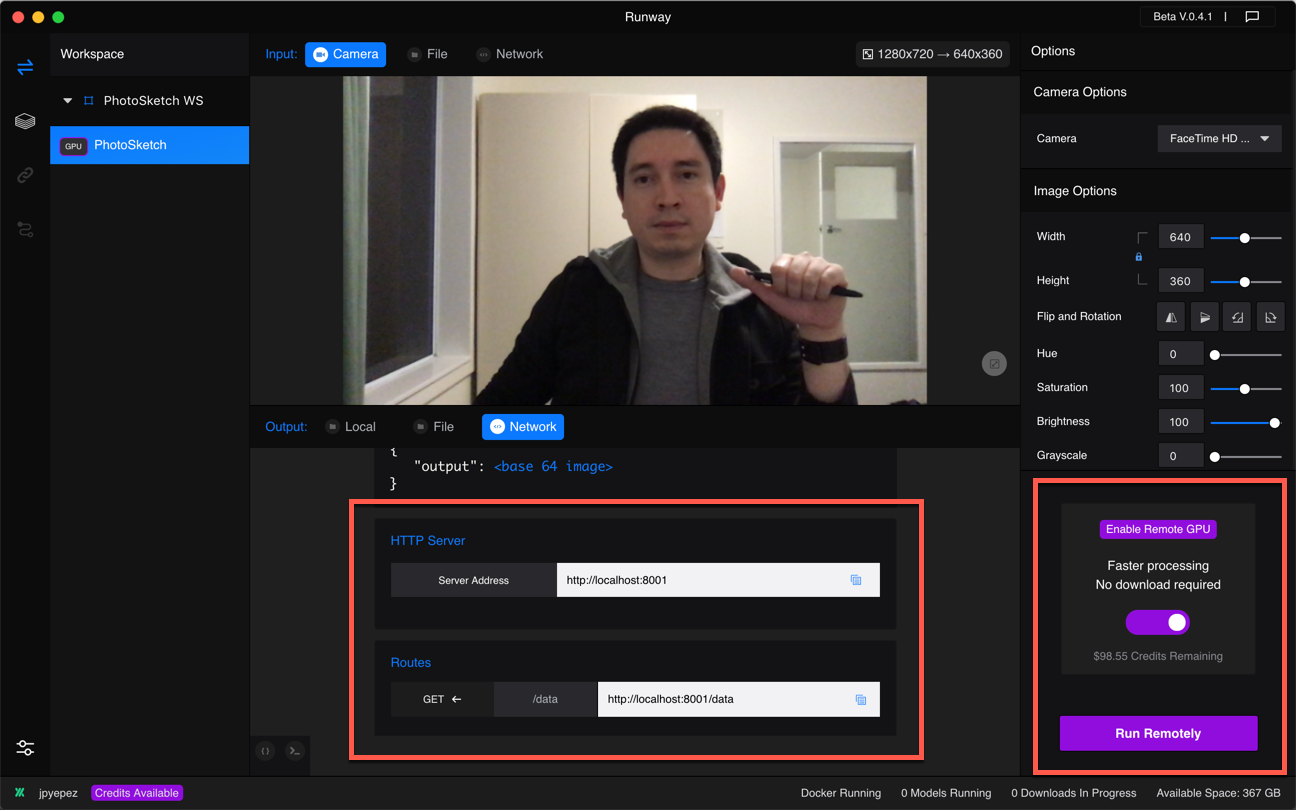 Runway
Beta V.0.4.1
Workspace
PhotoSketch WS
GPU PhotoSketch
Input: Camera File Network
1280x720 → 640x360
Output: Local File Network
{
"output": <base 64 image>
}
HTTP Server
Server Address http://localhost:8001
Routes
GET ← /data http://localhost:8001/data
Options
Camera Options
Camera FaceTime HD ...
Image Options
Width 640
Height 360
Flip and Rotation
Hue 0
Saturation 100
Brightness 100
Grayscale 0
Enable Remote GPU
Faster processing
No download required
$98.55 Credits Remaining
Run Remotely
jpyepez Credits Available
Docker Running 0 Models Running 0 Downloads In Progress Available Space: 367 GB